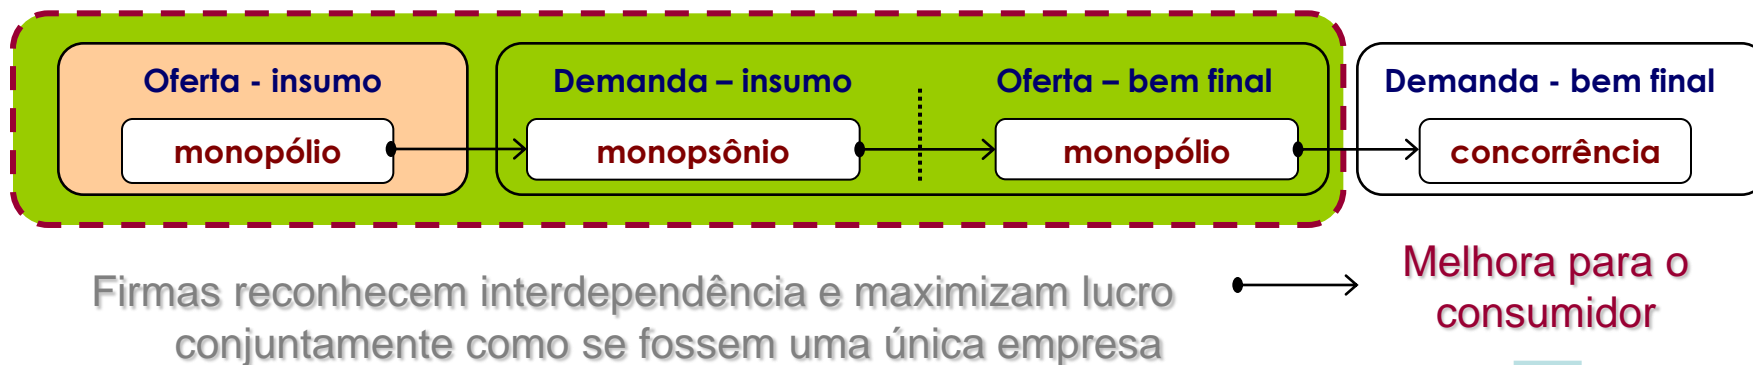 Oferta - insumo
Demanda – insumo
Oferta – bem final
Demanda - bem final
monopólio
monopsônio
monopólio
concorrência
Firmas reconhecem interdependência e maximizam lucro
conjuntamente como se fossem uma única empresa
Melhora para o
consumidor